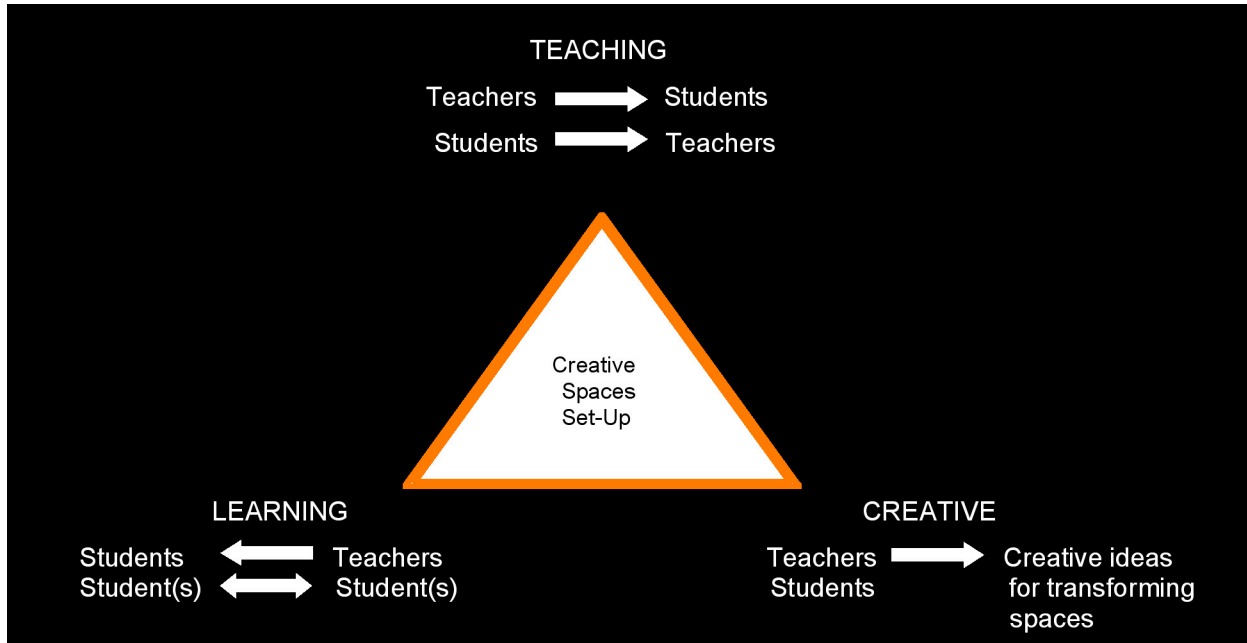 TEACHING
Teachers Students
Students Teachers
Creative
Spaces
Set-Up
LEARNING
Students Teachers
Student(s) Student(s)
CREATIVE
Teachers Creative ideas
Students for transforming
spaces